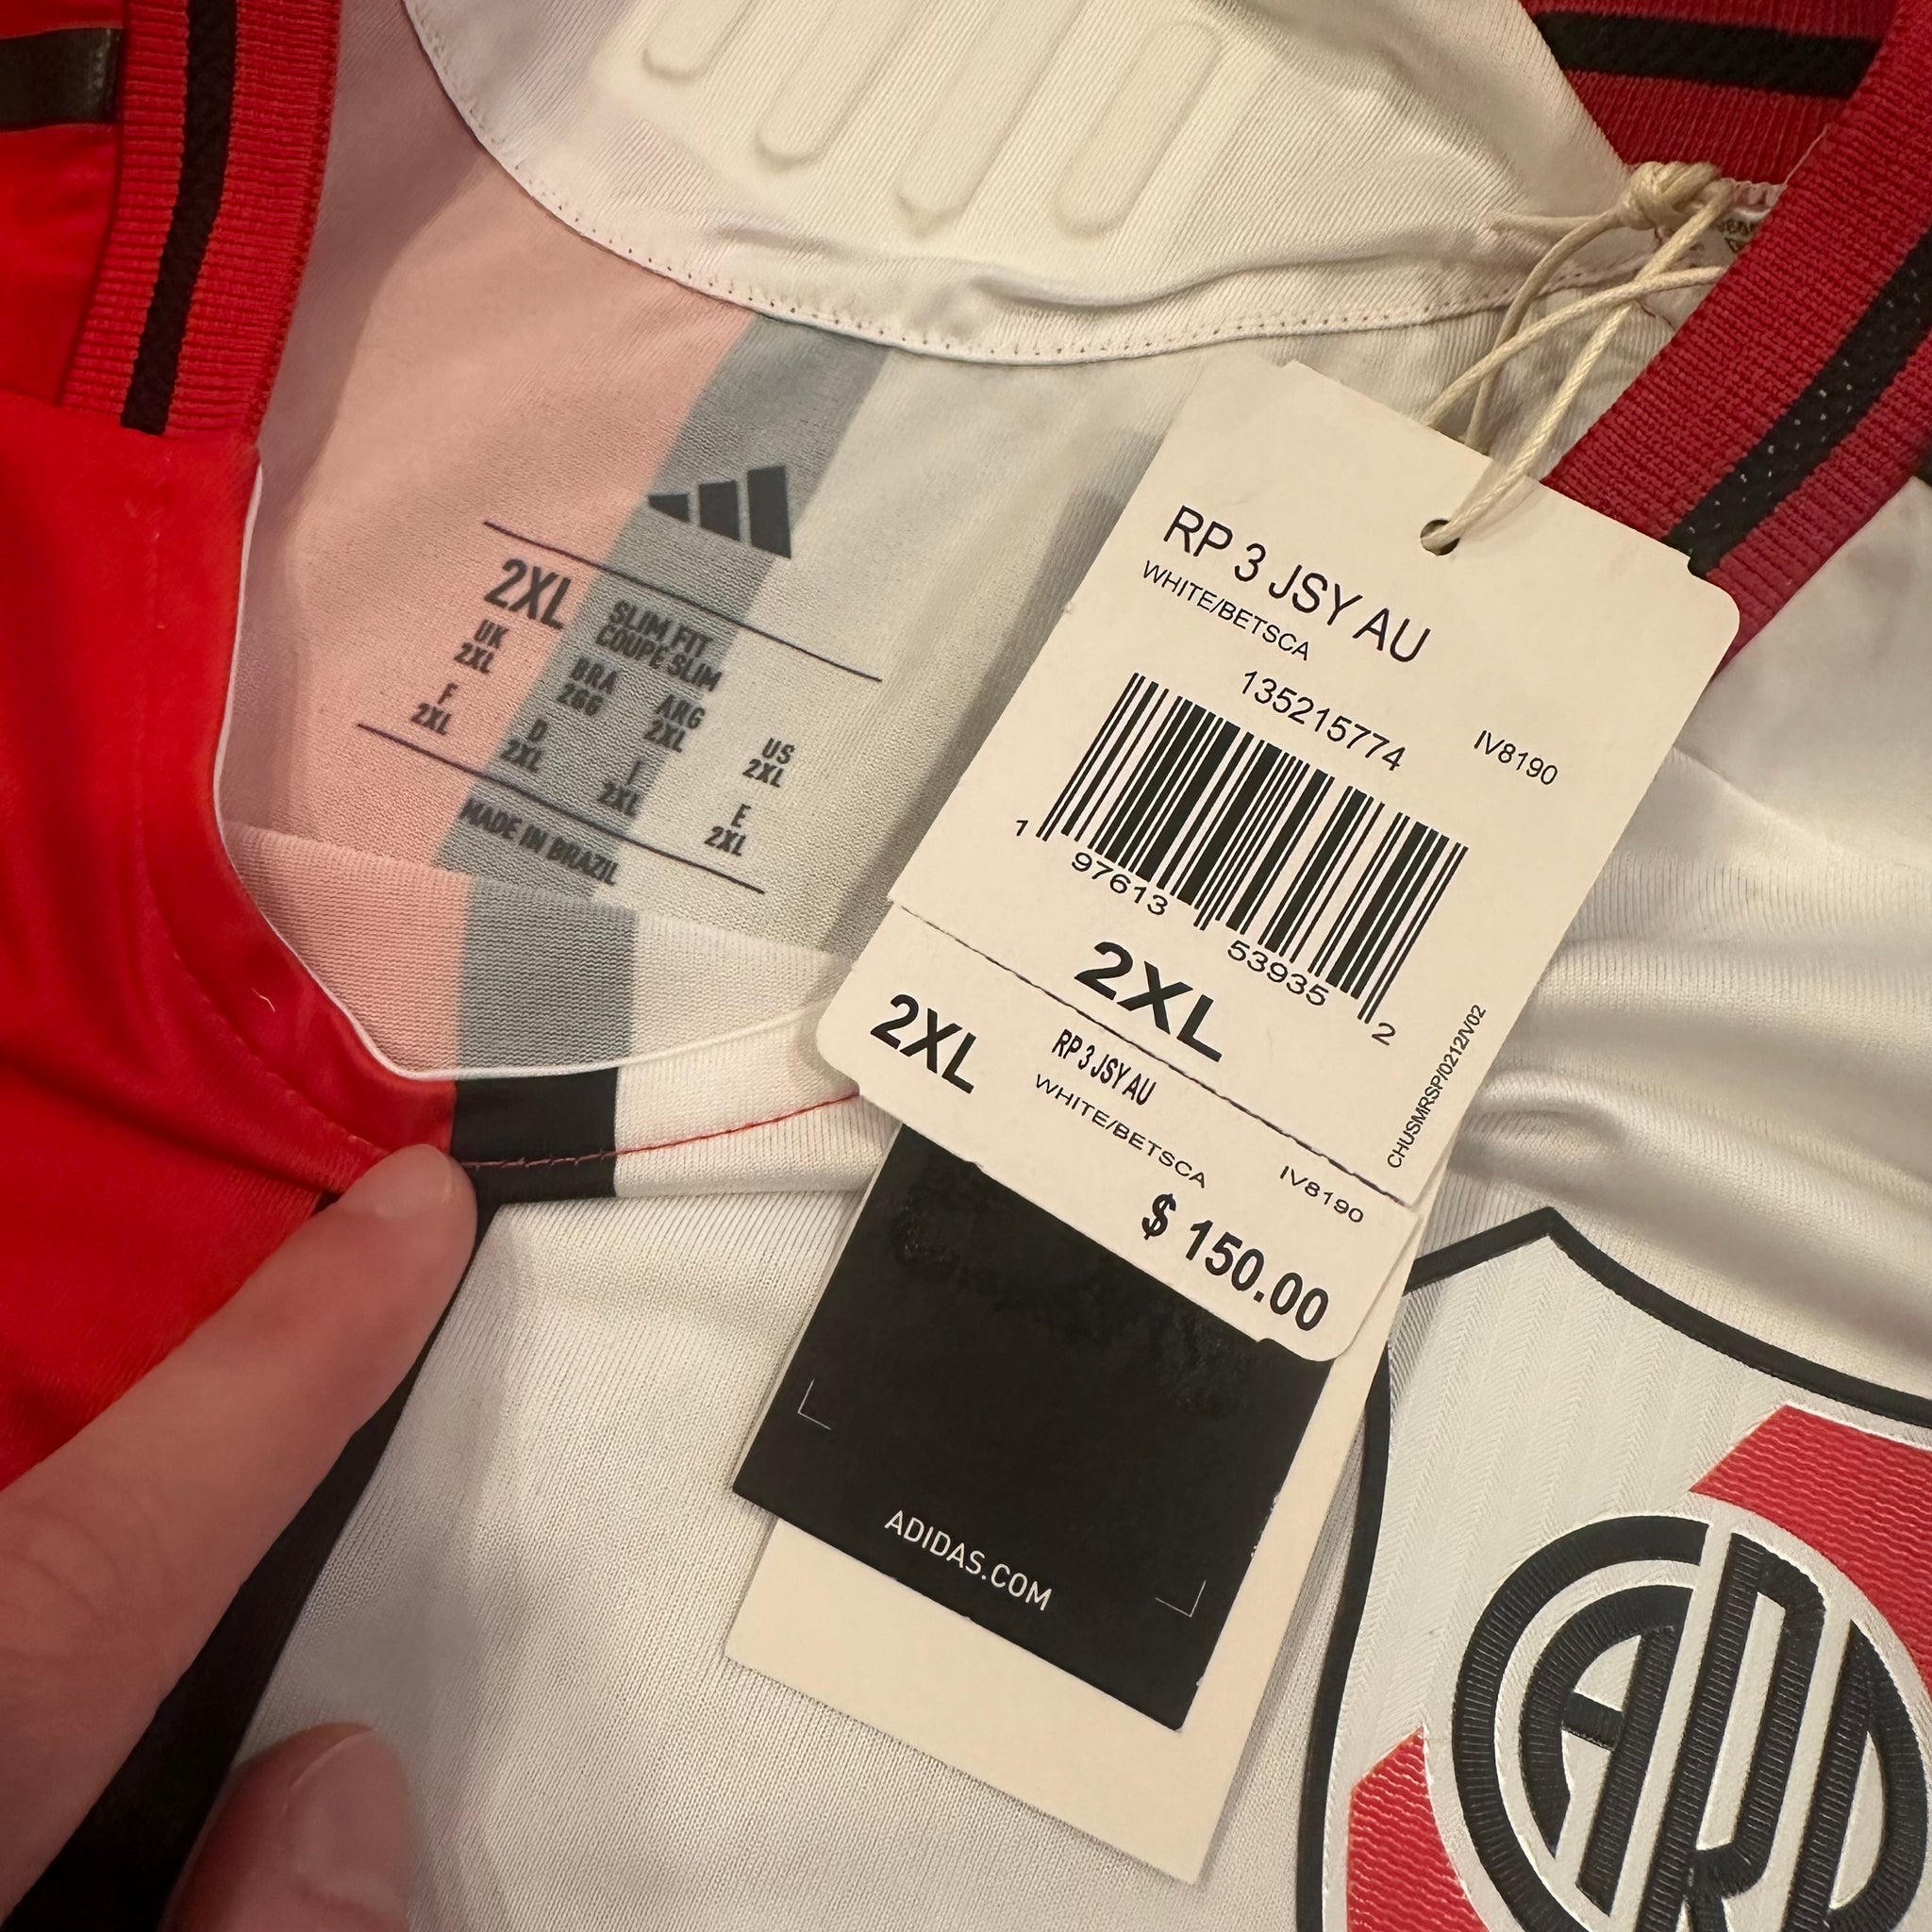 2XL
SLIM FIT
COUPE SLIM
UK
2XL
BRA
2GG
ARG
2XL
US
2XL
F
2XL
D
2XL
I
2XL
E
2XL
MADE IN BRAZIL
RP 3 JSY AU
WHITE/BETSCA
135215774
IV8190
1 97613 53935 2
2XL
CHUSMRSP/0212/V02
2XL
RP 3 JSY AU
WHITE/BETSCA
IV8190
$ 150.00
ADIDAS.COM